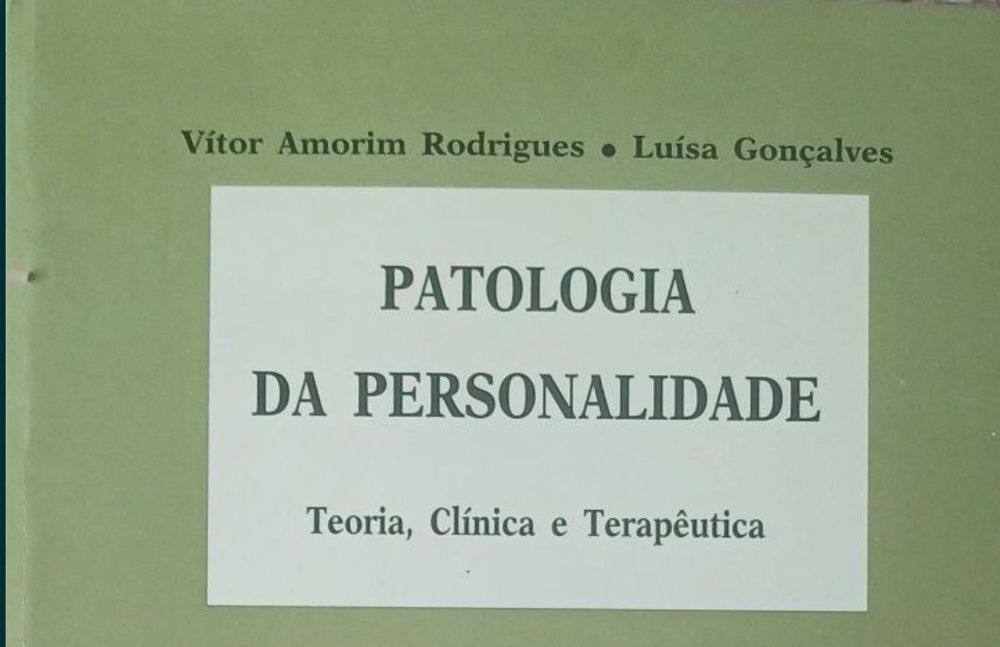 Vítor Amorim Rodrigues • Luísa Gonçalves
PATOLOGIA
DA PERSONALIDADE
Teoria, Clínica e Terapêutica